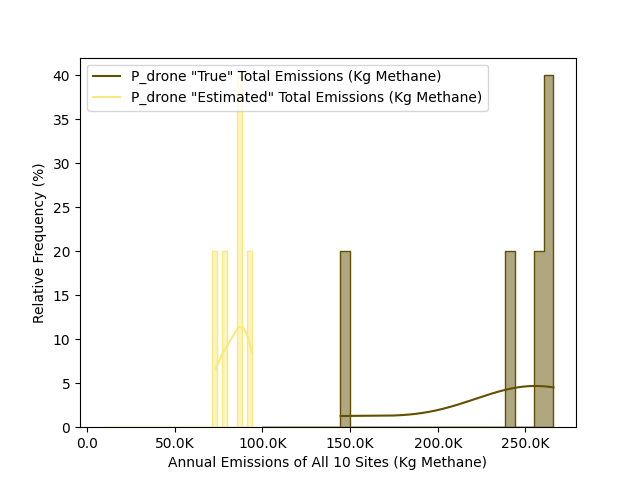 P_drone "True" Total Emissions (Kg Methane)
P_drone "Estimated" Total Emissions (Kg Methane)
40
35
30
25
20
15
10
5
0
Relative Frequency (%)
0.0 50.0K 100.0K 150.0K 200.0K 250.0K
Annual Emissions of All 10 Sites (Kg Methane)